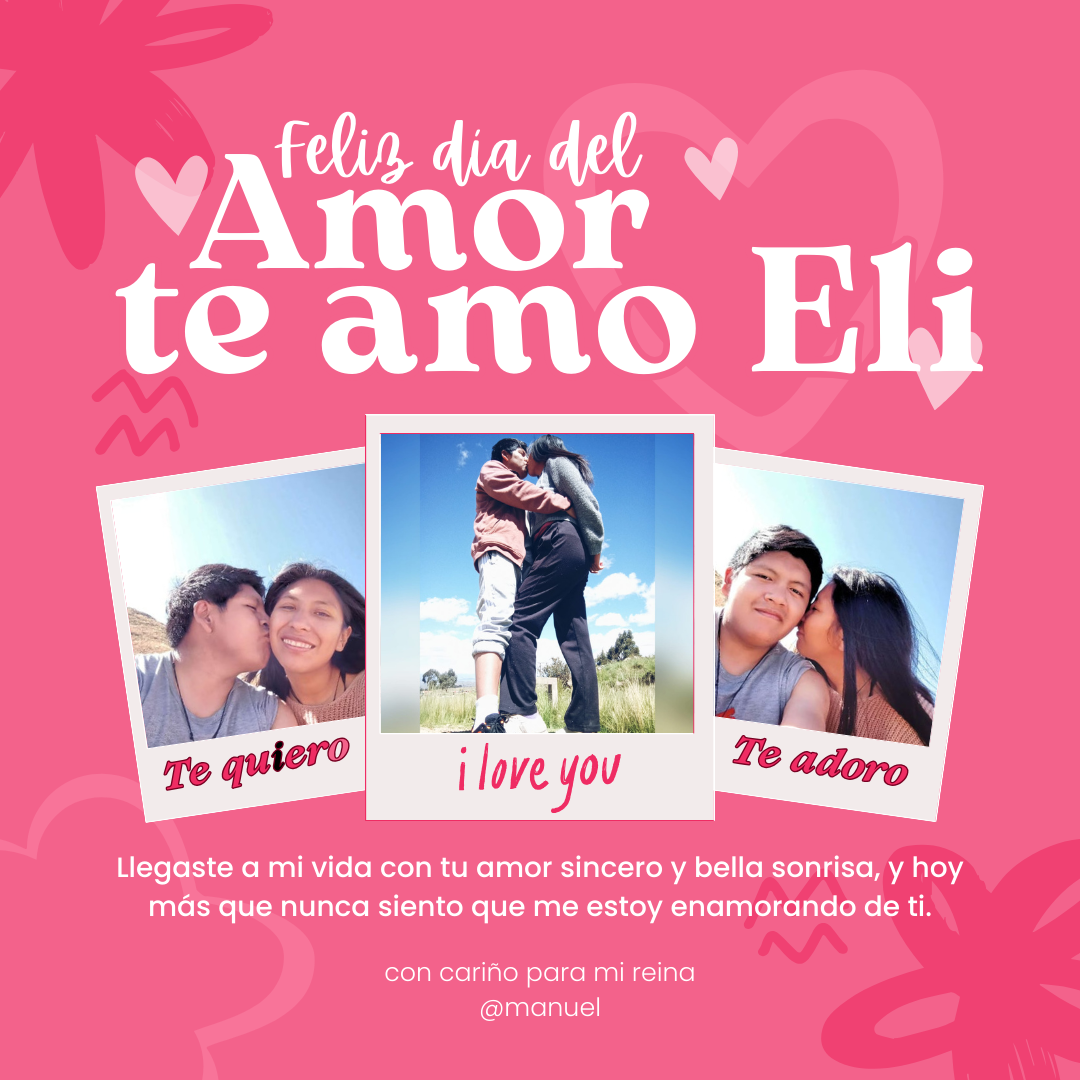 Feliz día del
Amor
te amo Eli
Te quiero
i love you
Te adoro
Llegaste a mi vida con tu amor sincero y bella sonrisa, y hoy
más que nunca siento que me estoy enamorando de ti.
con cariño para mi reina
@manuel